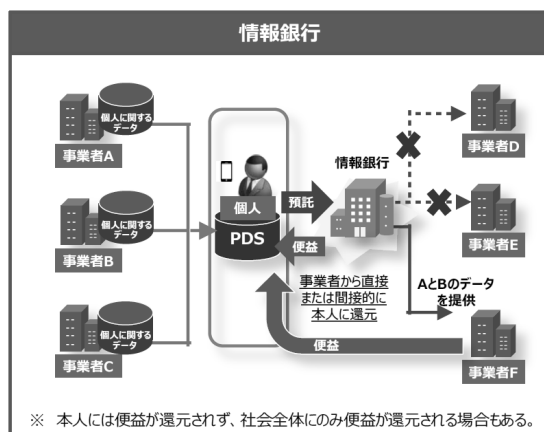 情報銀行
個人に関する
データ
事業者A
個人に関する
データ
事業者B
個人に関する
データ
事業者C
個人
PDS
預託
便益
情報銀行
事業者から直接
または間接的に
本人に還元
便益
AとBのデータ
を提供
事業者D
事業者E
事業者F
※ 本人には便益が還元されず、社会全体にのみ便益が還元される場合もある。